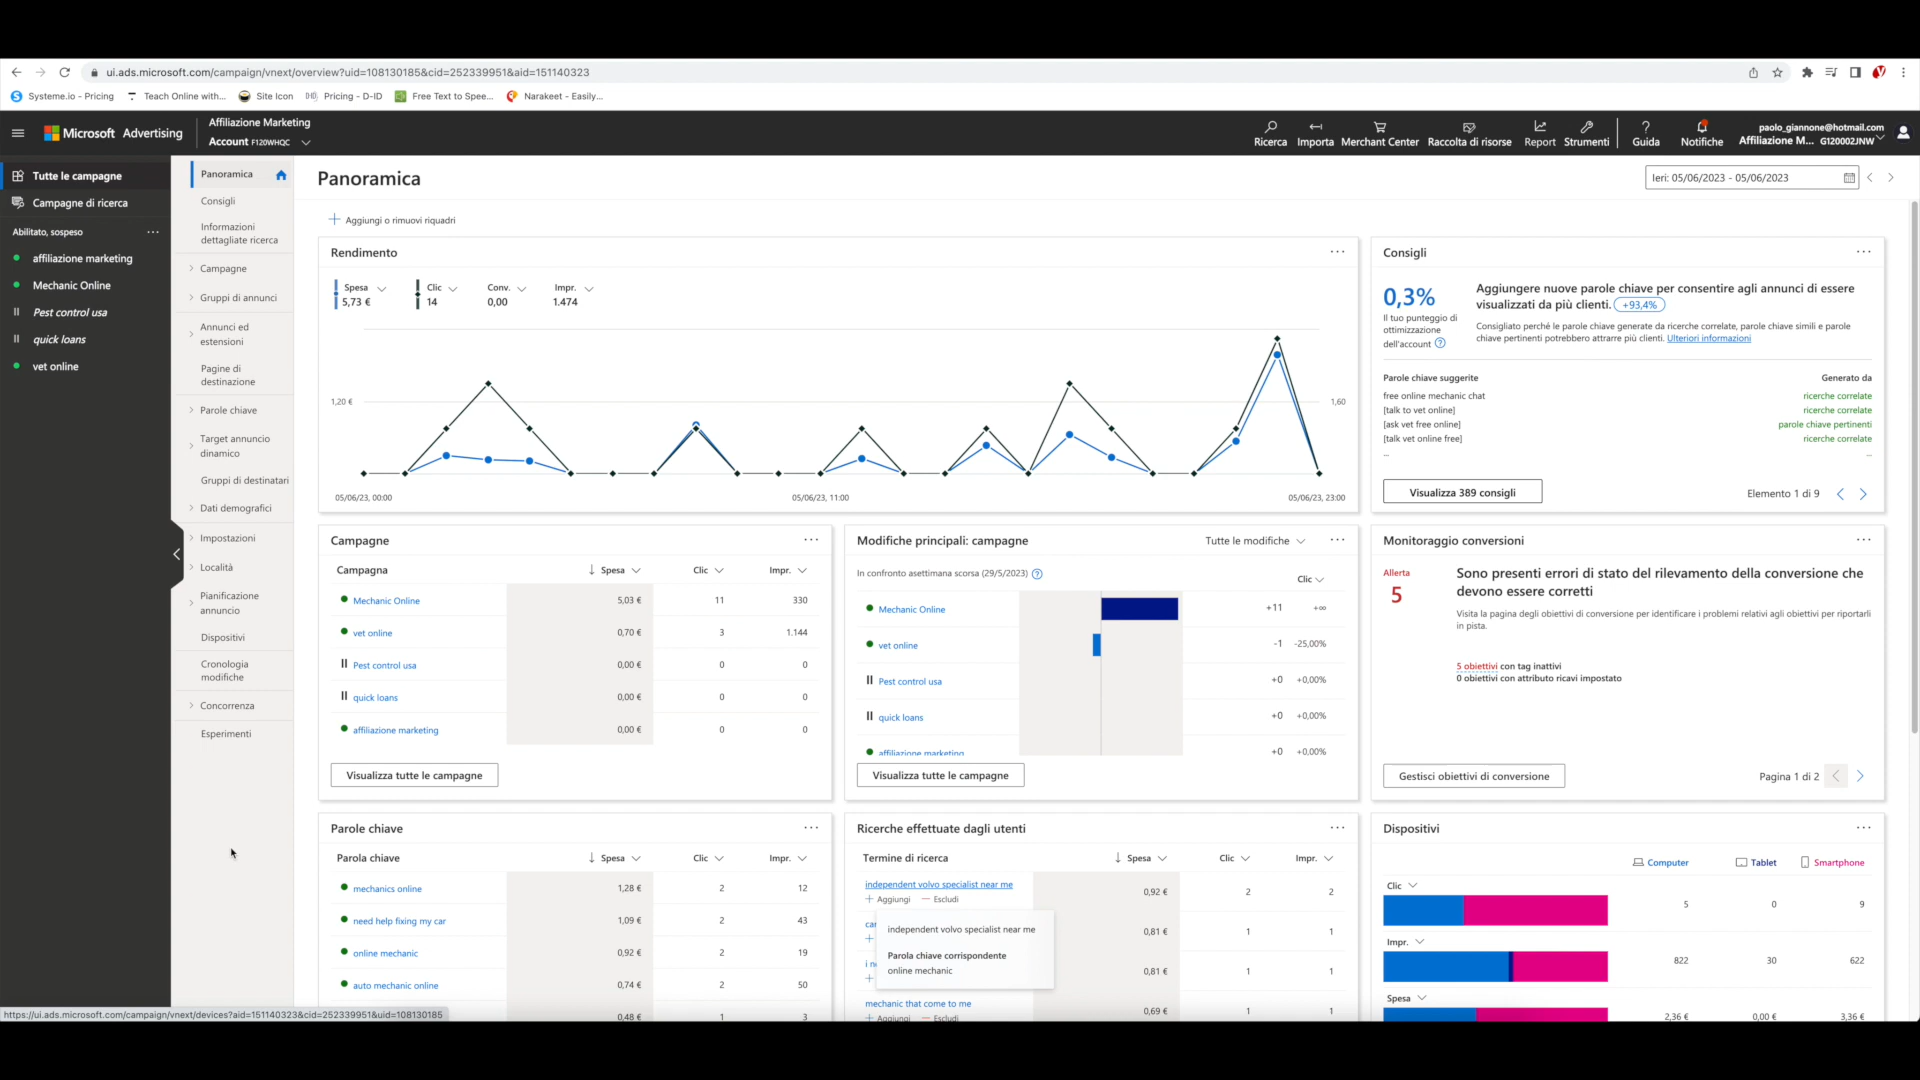 ui.ads.microsoft.com/campaign/vnext/overview?uid=108130185&cid=252339951&aid=151140323
Systeme.io - Pricing
Teach Online with...
Site Icon
Pricing - D-ID
Free Text to Spee...
Narakeet - Easily...
Microsoft Advertising
Affiliazione Marketing
Account F120WHQC
Ricerca
Importa
Merchant Center
Raccolta di risorse
Report
Strumenti
Guida
Notifiche
paolo_giannone@hotmail.com
Affiliazione M... G120002JNW
Tutte le campagne
Campagne di ricerca
Abilitato, sospeso
affiliazione marketing
Mechanic Online
Pest control usa
quick loans
vet online
Panoramica
Consigli
Informazioni
dettagliate ricerca
Campagne
Gruppi di annunci
Annunci ed
estensioni
Pagine di
destinazione
Parole chiave
Target annuncio
dinamico
Gruppi di destinatari
Dati demografici
Impostazioni
Località
Pianificazione
annuncio
Dispositivi
Cronologia
modifiche
Concorrenza
Esperimenti
Panoramica
Ieri: 05/06/2023 - 05/06/2023
Aggiungi o rimuovi riquadri
Rendimento
Spesa
5,73 €
Clic
14
Conv.
0,00
Impr.
1.474
1,20 €
1,60
05/06/23, 00:00
05/06/23, 11:00
05/06/23, 23:00
Consigli
0,3%
Il tuo punteggio di
ottimizzazione
dell'account
Aggiungere nuove parole chiave per consentire agli annunci di essere
visualizzati da più clienti. +93,4%
Consigliato perché le parole chiave generate da ricerche correlate, parole chiave simili e parole
chiave pertinenti potrebbero attrarre più clienti. Ulteriori informazioni
Parole chiave suggerite Generato da
free online mechanic chat ricerche correlate
[talk to vet online] ricerche correlate
[ask vet free online] parole chiave pertinenti
[talk vet online free] ricerche correlate
... ...
Visualizza 389 consigli
Elemento 1 di 9
Campagne
Campagna Spesa Clic Impr.
Mechanic Online 5,03 € 11 330
vet online 0,70 € 3 1.144
Pest control usa 0,00 € 0 0
quick loans 0,00 € 0 0
affiliazione marketing 0,00 € 0 0
Visualizza tutte le campagne
Modifiche principali: campagne
Tutte le modifiche
In confronto asettimana scorsa (29/5/2023)
Clic
Mechanic Online +11 +∞
vet online -1 -25,00%
Pest control usa +0 +0,00%
quick loans +0 +0,00%
affiliazione marketing +0 +0,00%
Visualizza tutte le campagne
Monitoraggio conversioni
Allerta
5
Sono presenti errori di stato del rilevamento della conversione che
devono essere corretti
Visita la pagina degli obiettivi di conversione per identificare i problemi relativi agli obiettivi per riportarli
in pista.
5 obiettivi con tag inattivi
0 obiettivi con attributo ricavi impostato
Gestisci obiettivi di conversione
Pagina 1 di 2
Parole chiave
Parola chiave Spesa Clic Impr.
mechanics online 1,28 € 2 12
need help fixing my car 1,09 € 2 43
online mechanic 0,92 € 2 19
auto mechanic online 0,74 € 2 50
0,48 € 1 3
Ricerche effettuate dagli utenti
Termine di ricerca Spesa Clic Impr.
independent volvo specialist near me 0,92 € 2 2
Aggiungi Escludi
car 0,81 € 1 1
i n 0,81 € 1 1
independent volvo specialist near me
Parola chiave corrispondente
online mechanic
mechanic that come to me 0,69 € 1 1
Aggiungi Escludi
Dispositivi
Computer Tablet Smartphone
Clic
5 0 9
Impr.
822 30 622
Spesa
2,36 € 0,00 € 3,36 €
https://ui.ads.microsoft.com/campaign/vnext/devices?aid=151140323&cid=252339951&uid=108130185